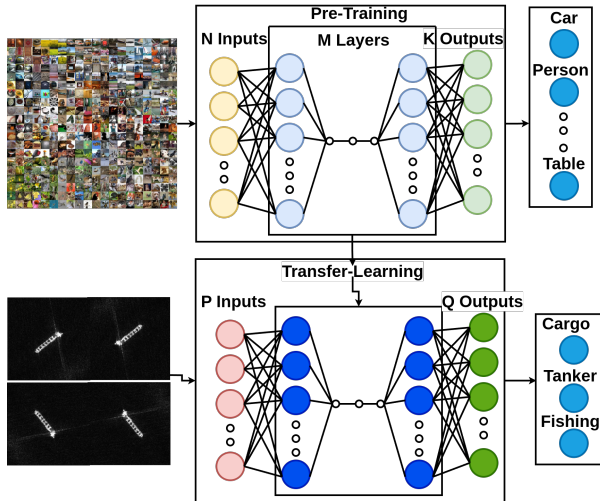 Pre-Training
N Inputs
M Layers
K Outputs
Car
Person
Table
Transfer-Learning
P Inputs
Q Outputs
Cargo
Tanker
Fishing